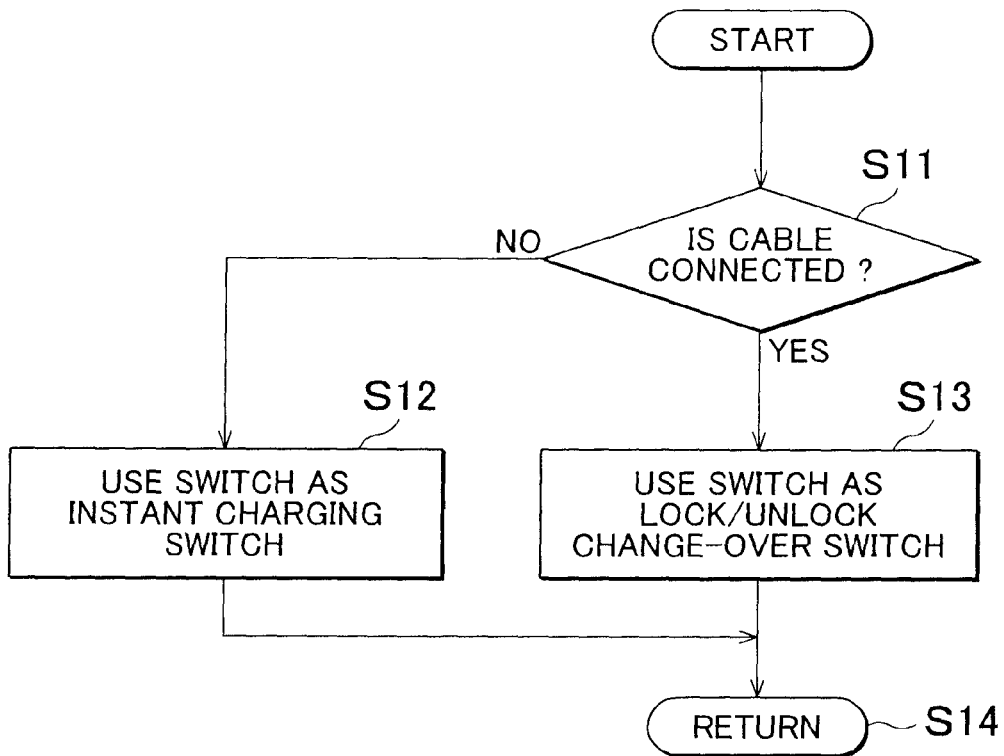 START
S11
IS CABLE
CONNECTED ?
NO
YES
S12
USE SWITCH AS
INSTANT CHARGING
SWITCH
S13
USE SWITCH AS
LOCK/UNLOCK
CHANGE-OVER SWITCH
RETURN
S14